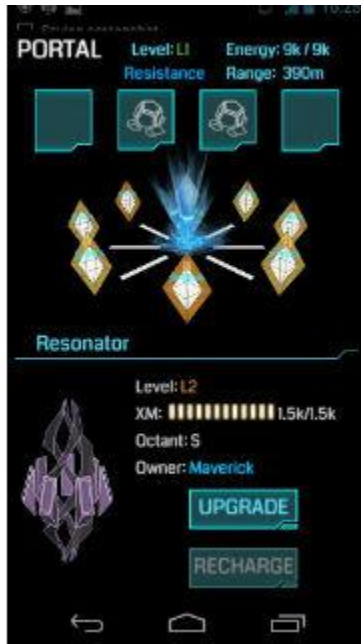 PORTAL
Level: L1
Energy: 9k / 9k
Resistance
Range: 390m
Resonator
Level: L2
XM: 1.5k/1.5k
Octant: S
Owner: Maverick
UPGRADE
RECHARGE